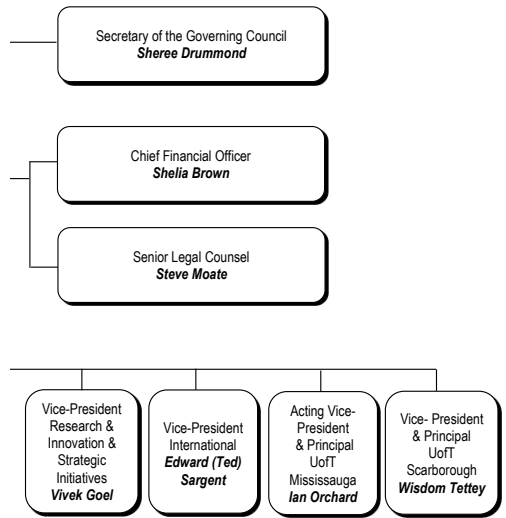 Secretary of the Governing Council
Sheree Drummond
Chief Financial Officer
Shelia Brown
Senior Legal Counsel
Steve Moate
Vice-President
Research &
Innovation &
Strategic
Initiatives
Vivek Goel
Vice-President
International
Edward (Ted)
Sargent
Acting Vice-
President
& Principal
UofT
Mississauga
Ian Orchard
Vice- President
& Principal
UofT
Scarborough
Wisdom Tettey